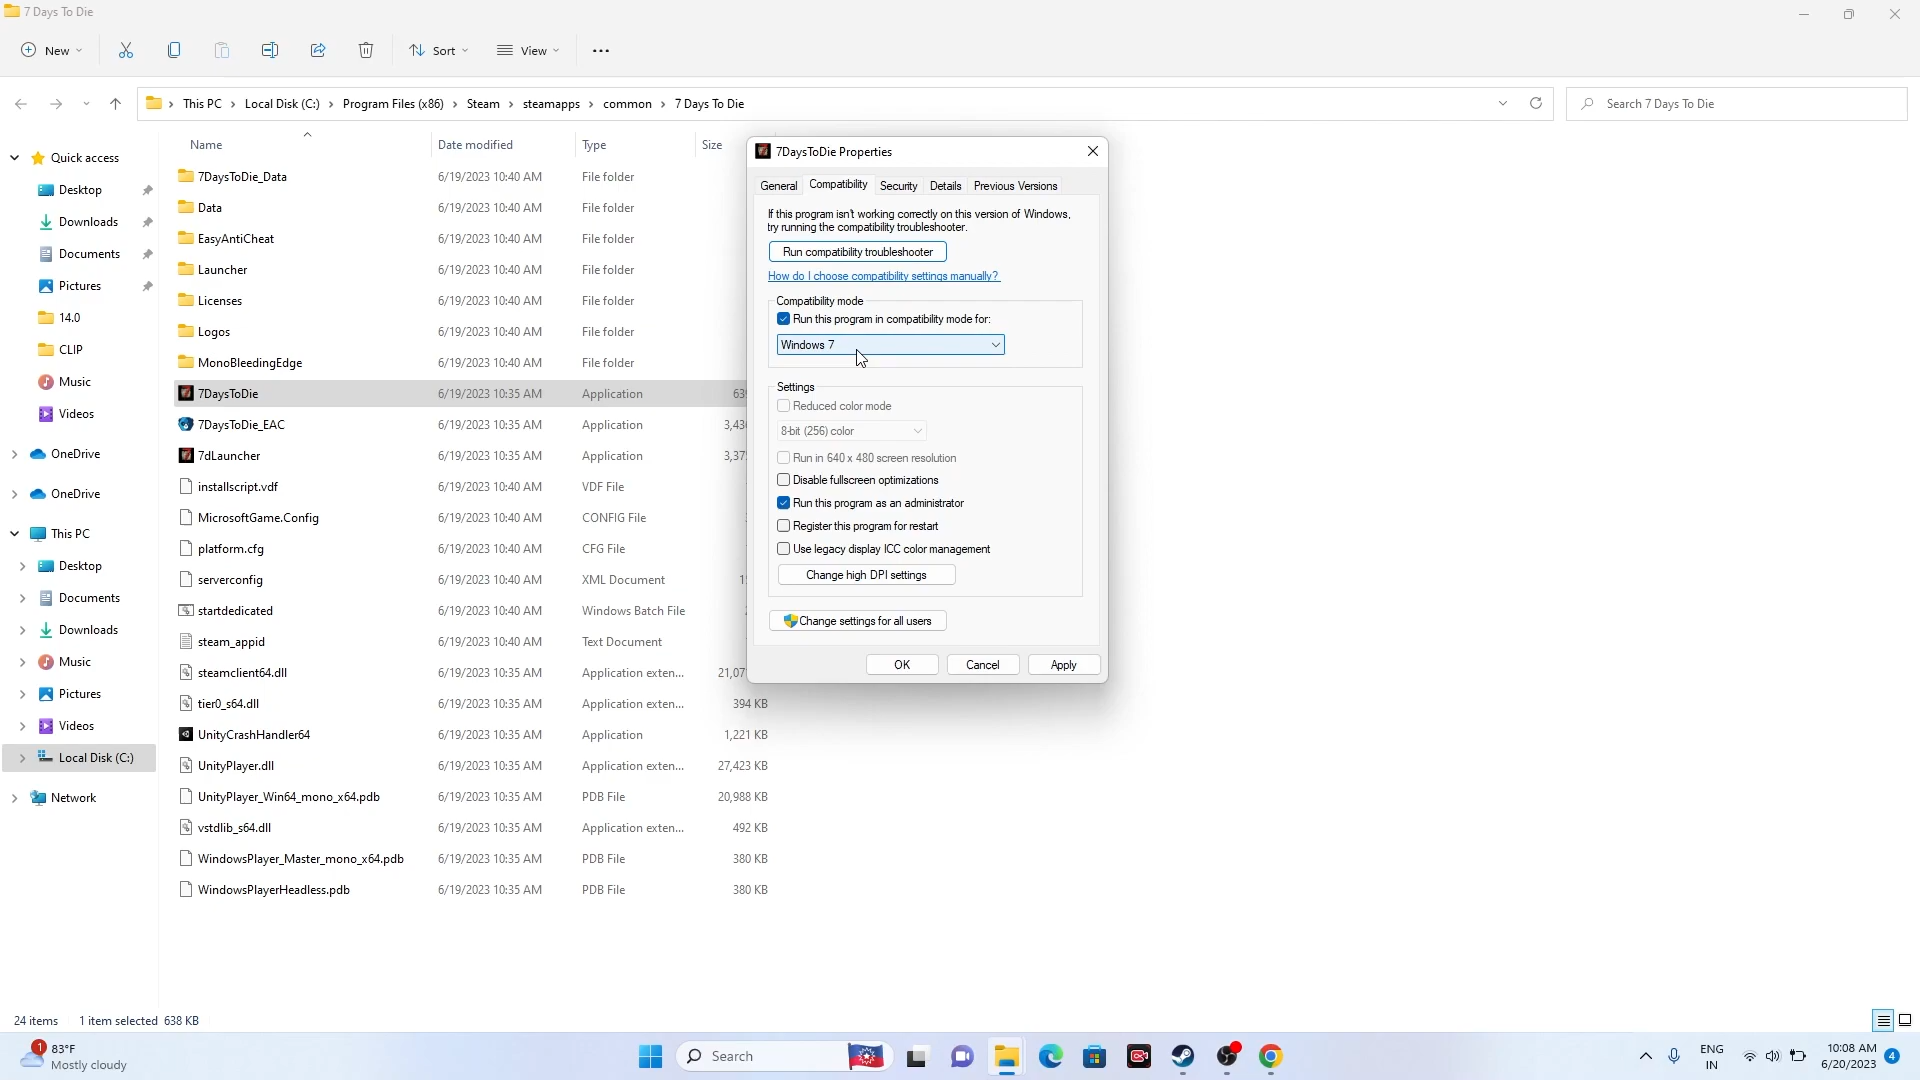 7 Days To Die
New
Sort
View
This PC
Local Disk (C:)
Program Files (x86)
Steam
steamapps
common
7 Days To Die
Search 7 Days To Die
Name
Date modified
Type
Size
Quick access
Desktop
Downloads
Documents
Pictures
14.0
CLIP
Music
Videos
OneDrive
OneDrive
This PC
Desktop
Documents
Downloads
Music
Pictures
Videos
Local Disk (C:)
Network
7DaysToDie_Data 6/19/2023 10:40 AM File folder
Data 6/19/2023 10:40 AM File folder
EasyAntiCheat 6/19/2023 10:40 AM File folder
Launcher 6/19/2023 10:40 AM File folder
Licenses 6/19/2023 10:40 AM File folder
Logos 6/19/2023 10:40 AM File folder
MonoBleedingEdge 6/19/2023 10:40 AM File folder
7DaysToDie 6/19/2023 10:35 AM Application
7DaysToDie_EAC 6/19/2023 10:35 AM Application
7dLauncher 6/19/2023 10:35 AM Application
installscript.vdf 6/19/2023 10:40 AM VDF File
MicrosoftGame.Config 6/19/2023 10:40 AM CONFIG File
platform.cfg 6/19/2023 10:40 AM CFG File
serverconfig 6/19/2023 10:40 AM XML Document
startdedicated 6/19/2023 10:40 AM Windows Batch File
steam_appid 6/19/2023 10:40 AM Text Document
steamclient64.dll 6/19/2023 10:35 AM Application exten...
tier0_s64.dll 6/19/2023 10:35 AM Application exten... 394 KB
UnityCrashHandler64 6/19/2023 10:35 AM Application 1,221 KB
UnityPlayer.dll 6/19/2023 10:35 AM Application exten... 27,423 KB
UnityPlayer_Win64_mono_x64.pdb 6/19/2023 10:35 AM PDB File 20,988 KB
vstdlib_s64.dll 6/19/2023 10:35 AM Application exten... 492 KB
WindowsPlayer_Master_mono_x64.pdb 6/19/2023 10:35 AM PDB File 380 KB
WindowsPlayerHeadless.pdb 6/19/2023 10:35 AM PDB File 380 KB
7DaysToDie Properties
General Compatibility Security Details Previous Versions
If this program isn't working correctly on this version of Windows,
try running the compatibility troubleshooter.
Run compatibility troubleshooter
How do I choose compatibility settings manually?
Compatibility mode
Run this program in compatibility mode for:
Windows 7
Settings
Reduced color mode
8-bit (256) color
Run in 640 x 480 screen resolution
Disable fullscreen optimizations
Run this program as an administrator
Register this program for restart
Use legacy display ICC color management
Change high DPI settings
Change settings for all users
OK Cancel Apply
24 items 1 item selected 638 KB
1
83°F
Mostly cloudy
Search
ENG
IN
10:08 AM
6/20/2023
4